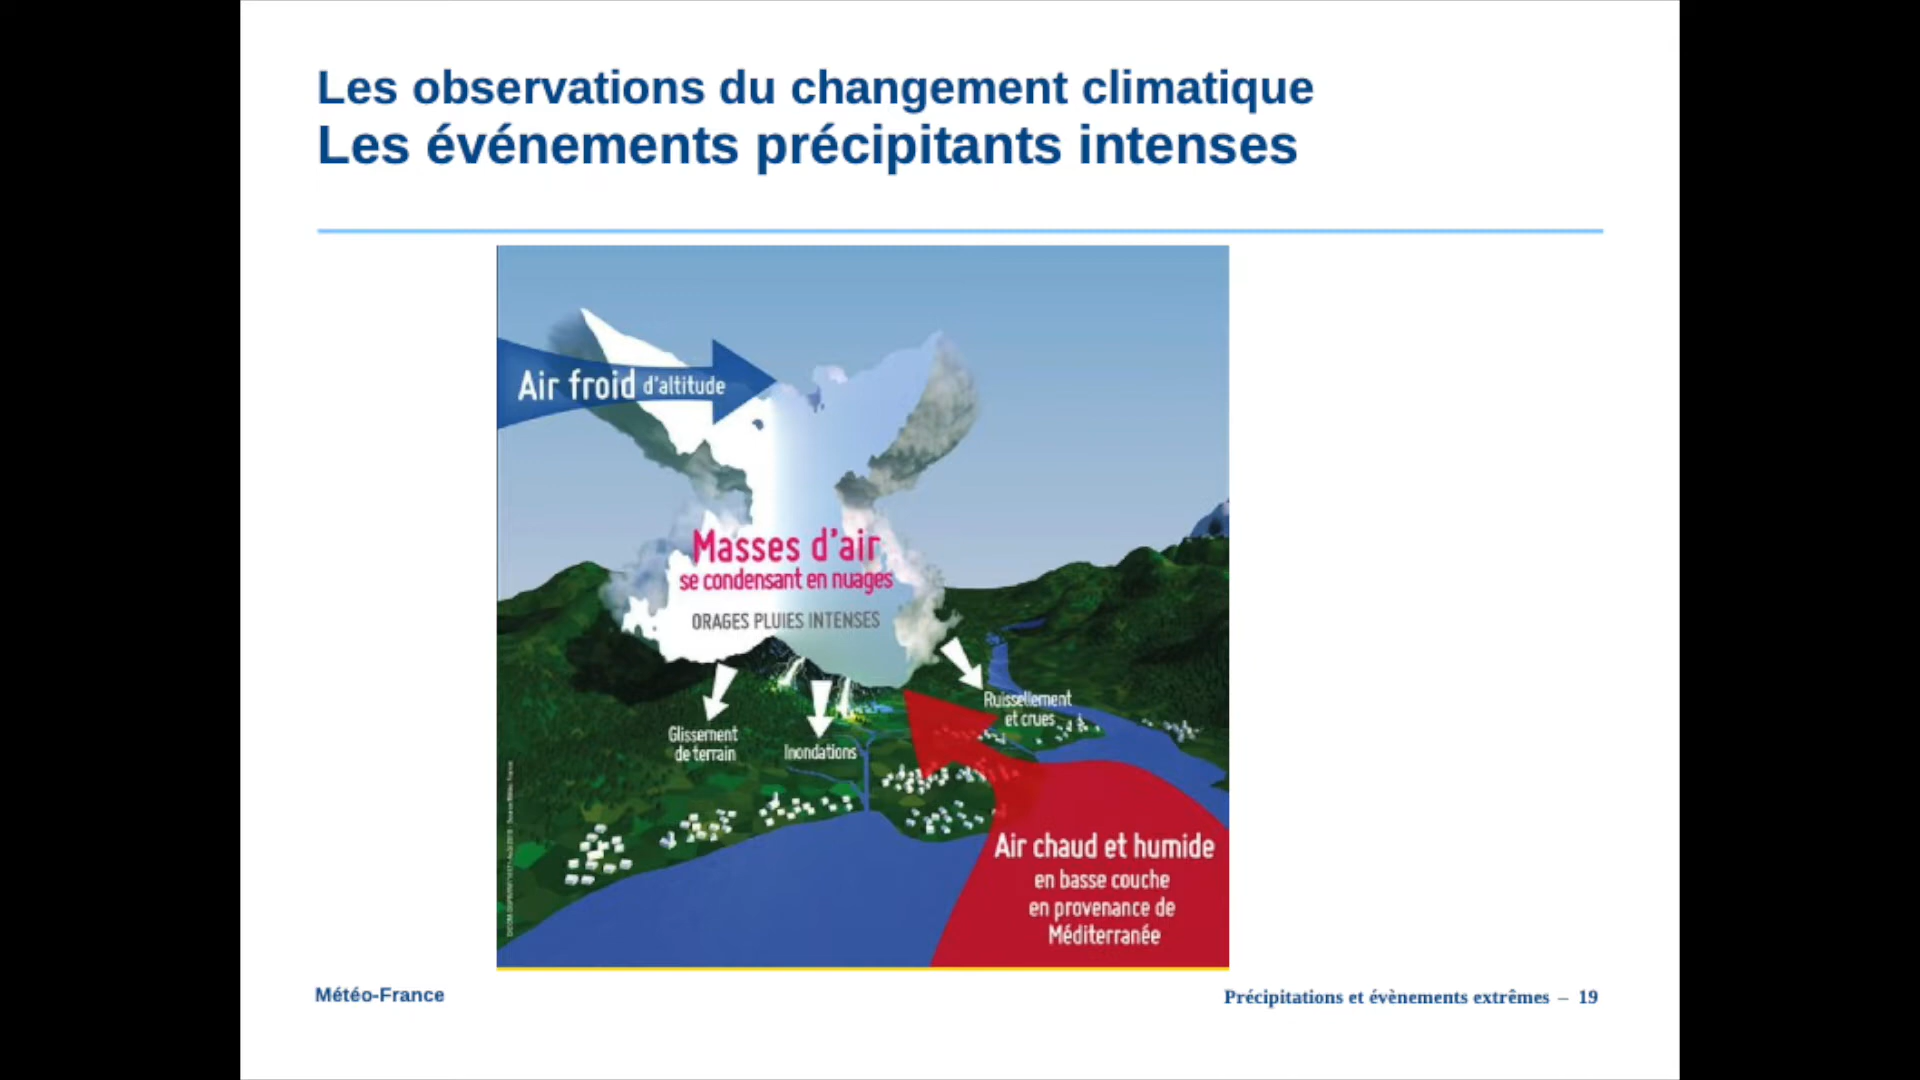 Les observations du changement climatique
Les événements précipitants intenses
Air froid d'altitude
Masses d'air
se condensant en nuages
ORAGES PLUIES INTENSES
Glissement
de terrain
Inondations
Ruissellement
et crues
Air chaud et humide
en basse couche
en provenance de
Méditerranée
Météo-France
Précipitations et évènements extrêmes – 19